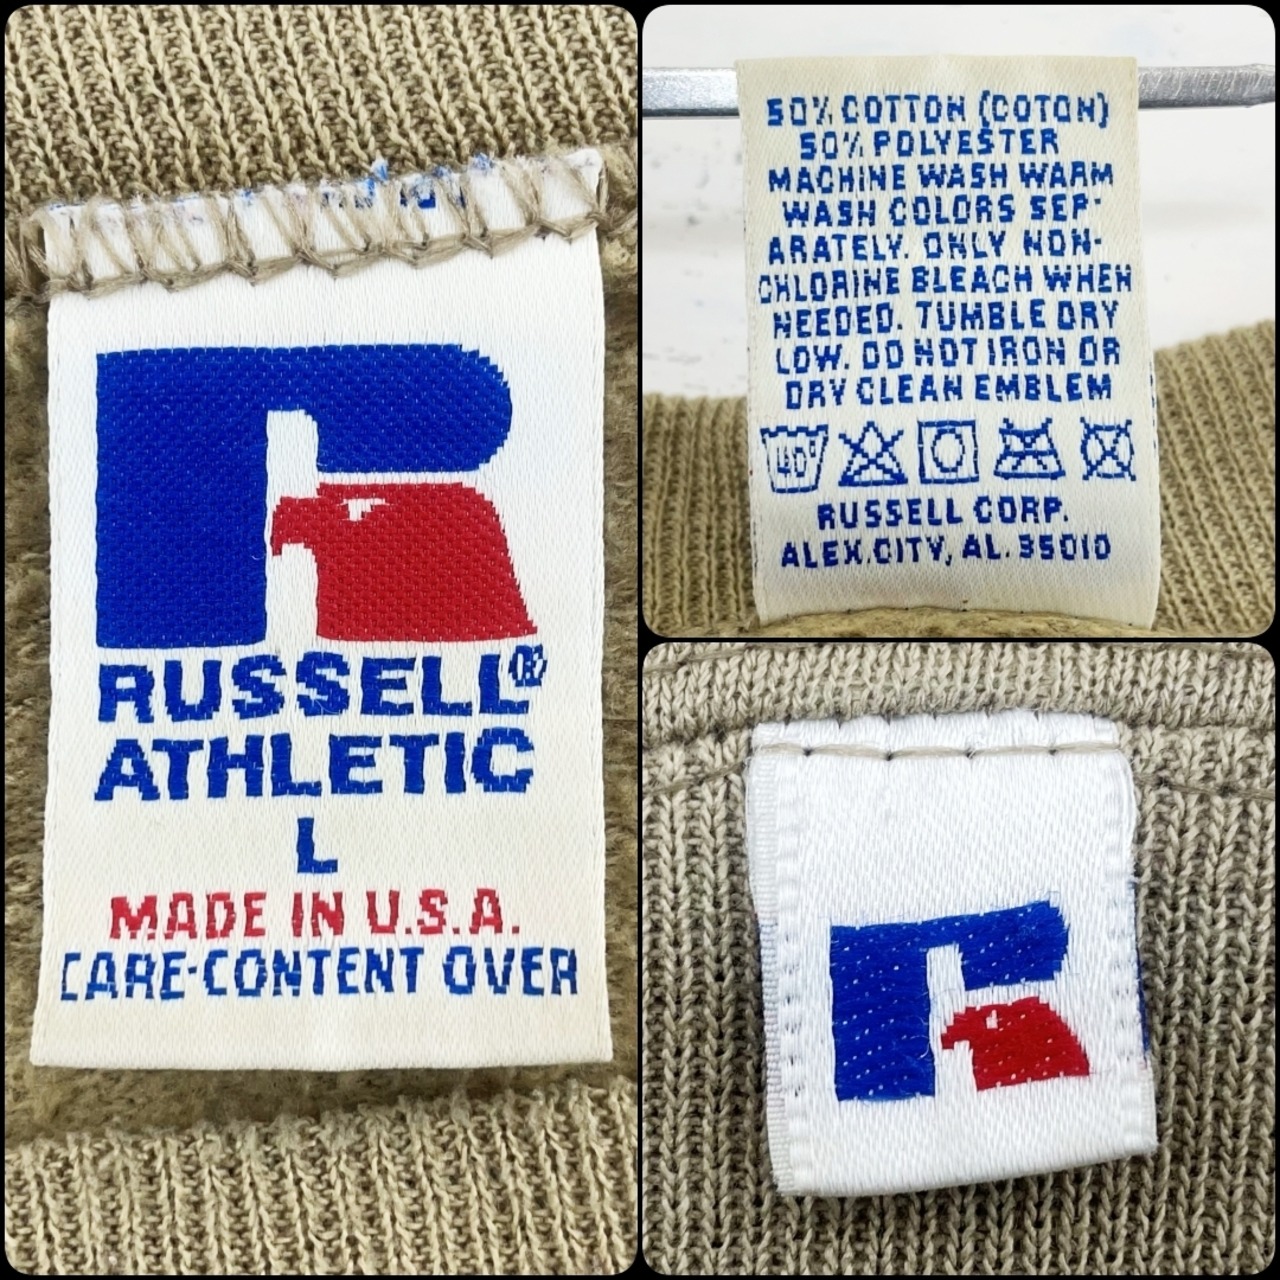 RUSSELL®
ATHLETIC
L
MADE IN U.S.A.
CARE-CONTENT OVER
50% COTTON (COTON)
50% POLYESTER
MACHINE WASH WARM
WASH COLORS SEP-
ARATELY. ONLY NON-
CHLORINE BLEACH WHEN
NEEDED. TUMBLE DRY
LOW. DO NOT IRON OR
DRY CLEAN EMBLEM
40°
RUSSELL CORP.
ALEX.CITY, AL. 35010